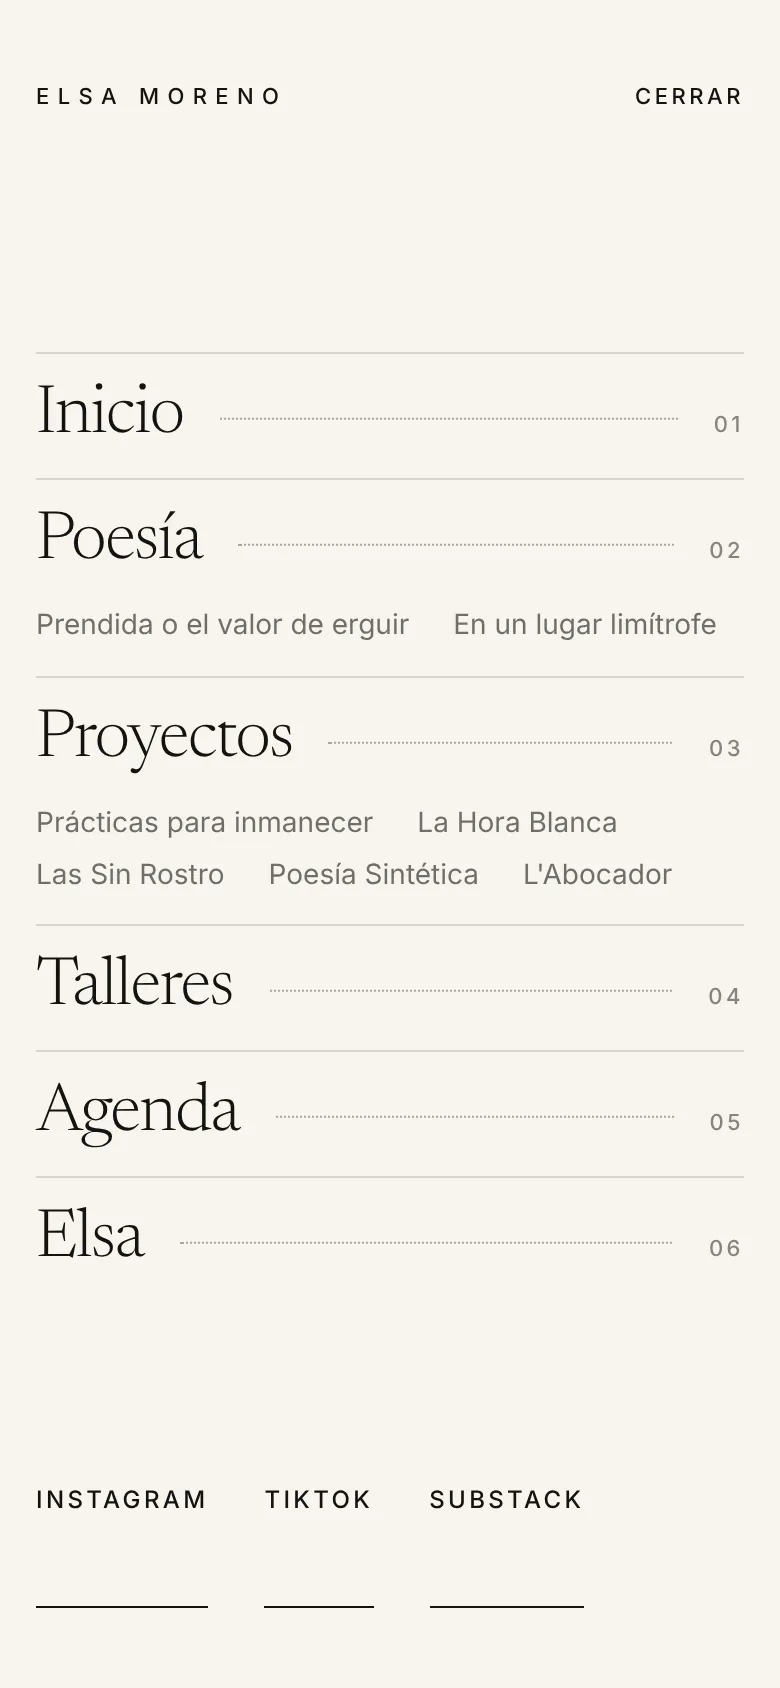 ELSA MORENO CERRAR
Inicio 01
Poesía 02
Prendida o el valor de erguir En un lugar limítrofe
Proyectos 03
Prácticas para inmanecer La Hora Blanca
Las Sin Rostro Poesía Sintética L'Abocador
Talleres 04
Agenda 05
Elsa 06
INSTAGRAM TIKTOK SUBSTACK